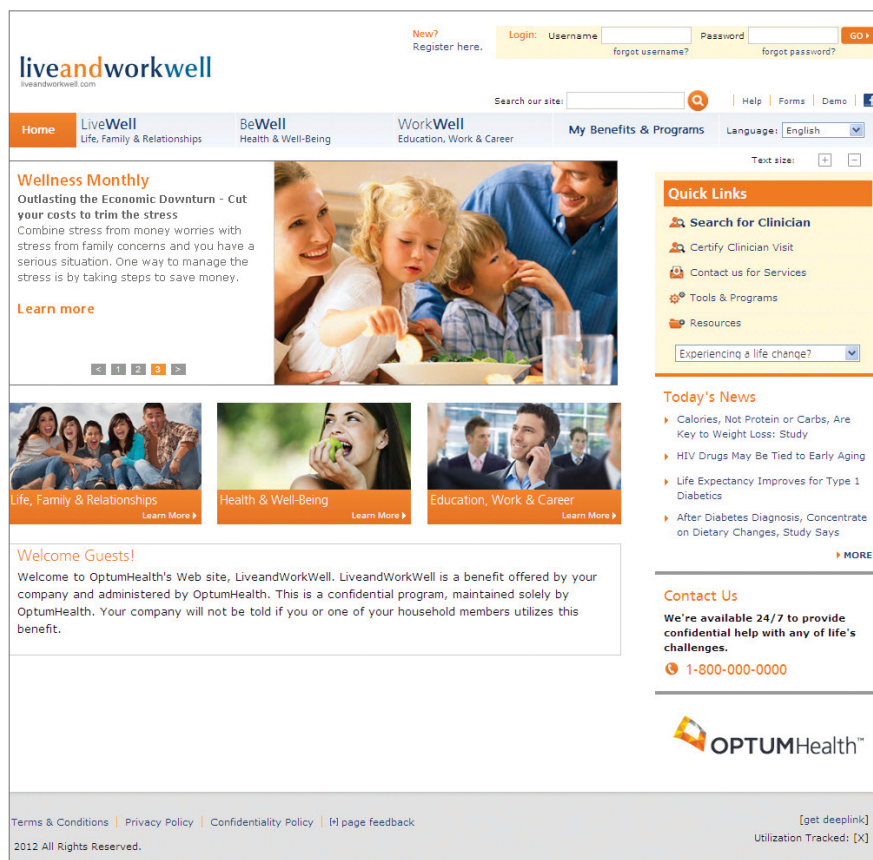 New?
Register here.
Login: Username Password GO
forgot username? forgot password?
liveandworkwell
liveandworkwell.com
Search our site:
Help | Forms | Demo |
Home
LiveWell
Life, Family & Relationships
BeWell
Health & Well-Being
WorkWell
Education, Work & Career
My Benefits & Programs
Language: English
Text size: + −
Wellness Monthly
Outlasting the Economic Downturn - Cut
your costs to trim the stress
Combine stress from money worries with
stress from family concerns and you have a
serious situation. One way to manage the
stress is by taking steps to save money.
Learn more
< 1 2 3 >
Quick Links
Search for Clinician
Certify Clinician Visit
Contact us for Services
Tools & Programs
Resources
Experiencing a life change?
Life, Family & Relationships
Learn More
Health & Well-Being
Learn More
Education, Work & Career
Learn More
Today's News
Calories, Not Protein or Carbs, Are
Key to Weight Loss: Study
HIV Drugs May Be Tied to Early Aging
Life Expectancy Improves for Type 1
Diabetics
After Diabetes Diagnosis, Concentrate
on Dietary Changes, Study Says
MORE
Welcome Guests!
Welcome to OptumHealth's Web site, LiveandWorkWell. LiveandWorkWell is a benefit offered by your
company and administered by OptumHealth. This is a confidential program, maintained solely by
OptumHealth. Your company will not be told if you or one of your household members utilizes this
benefit.
Contact Us
We're available 24/7 to provide
confidential help with any of life's
challenges.
1-800-000-0000
OPTUMHealth™
Terms & Conditions | Privacy Policy | Confidentiality Policy | [+] page feedback
2012 All Rights Reserved.
[get deeplink]
Utilization Tracked: [X]